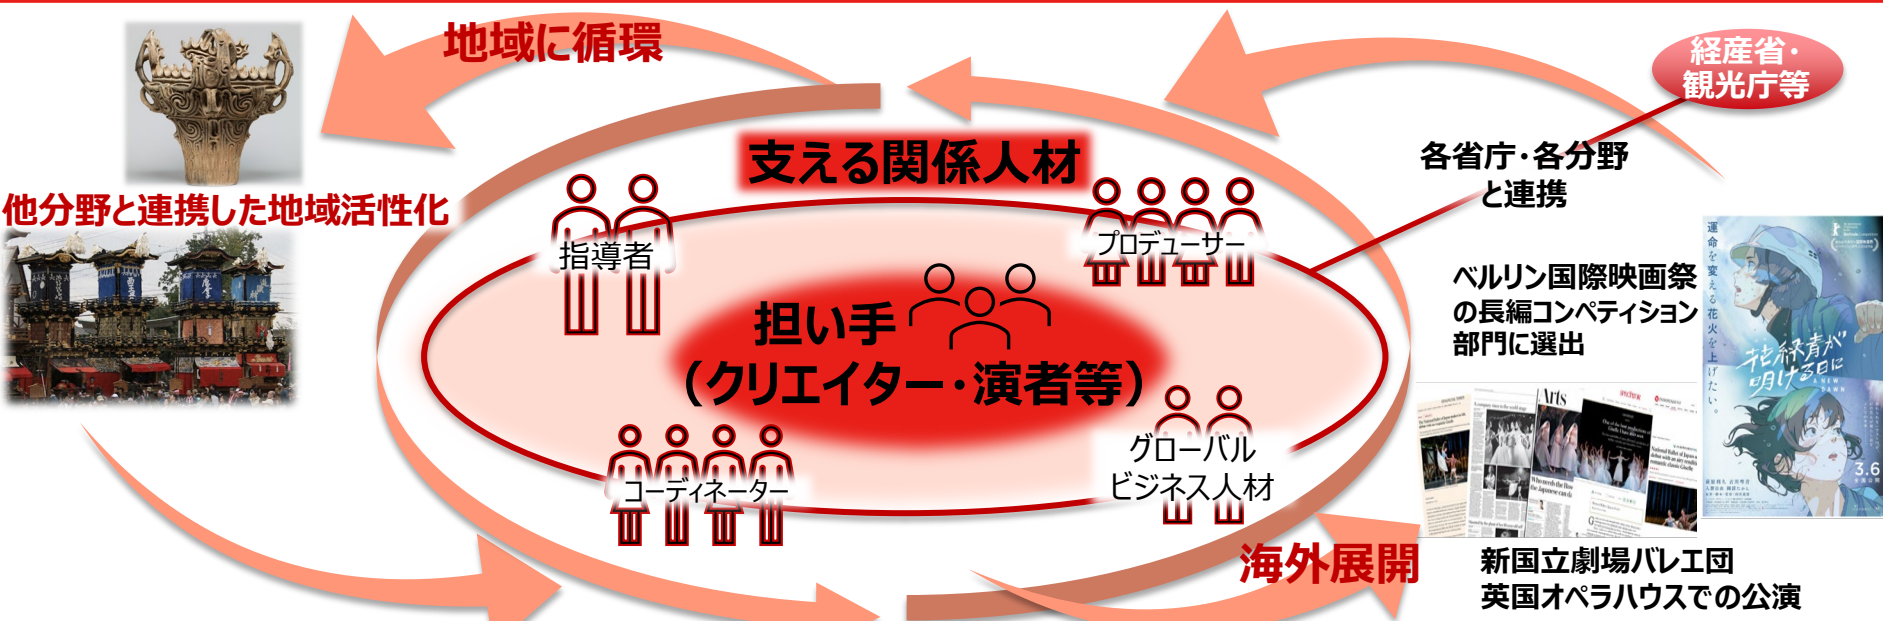 地域に循環
経産省・
観光庁等
支える関係人材
各省庁・各分野
と連携
他分野と連携した地域活性化
指導者
プロデューサー
担い手
（クリエイター・演者等）
ベルリン国際映画祭
の長編コンペティション
部門に選出
運命を変える花火を上げたい。
花緑青が
明ける日に
A NEW
DAWN
3.6
全国公開
Arts
コーディネーター
グローバル
ビジネス人材
海外展開
新国立劇場バレエ団
英国オペラハウスでの公演